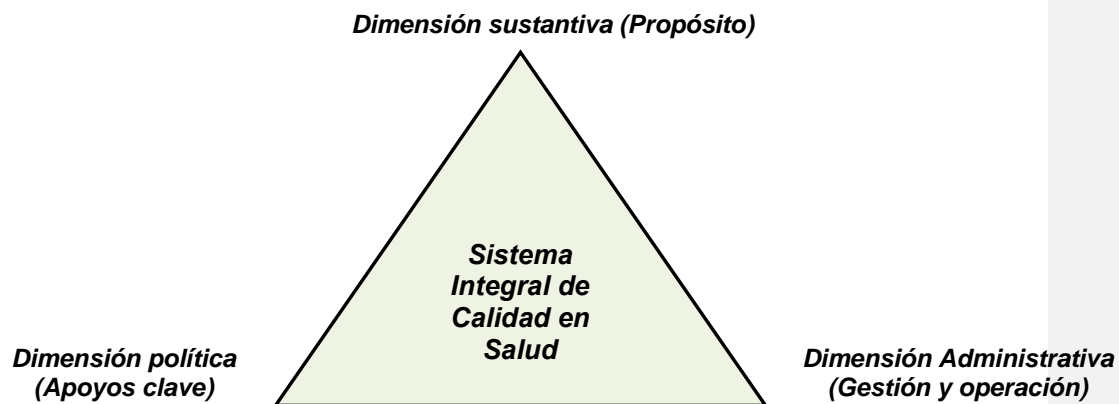 Dimensión sustantiva (Propósito)
Sistema
Integral de
Calidad en
Salud
Dimensión política
(Apoyos clave)
Dimensión Administrativa
(Gestión y operación)